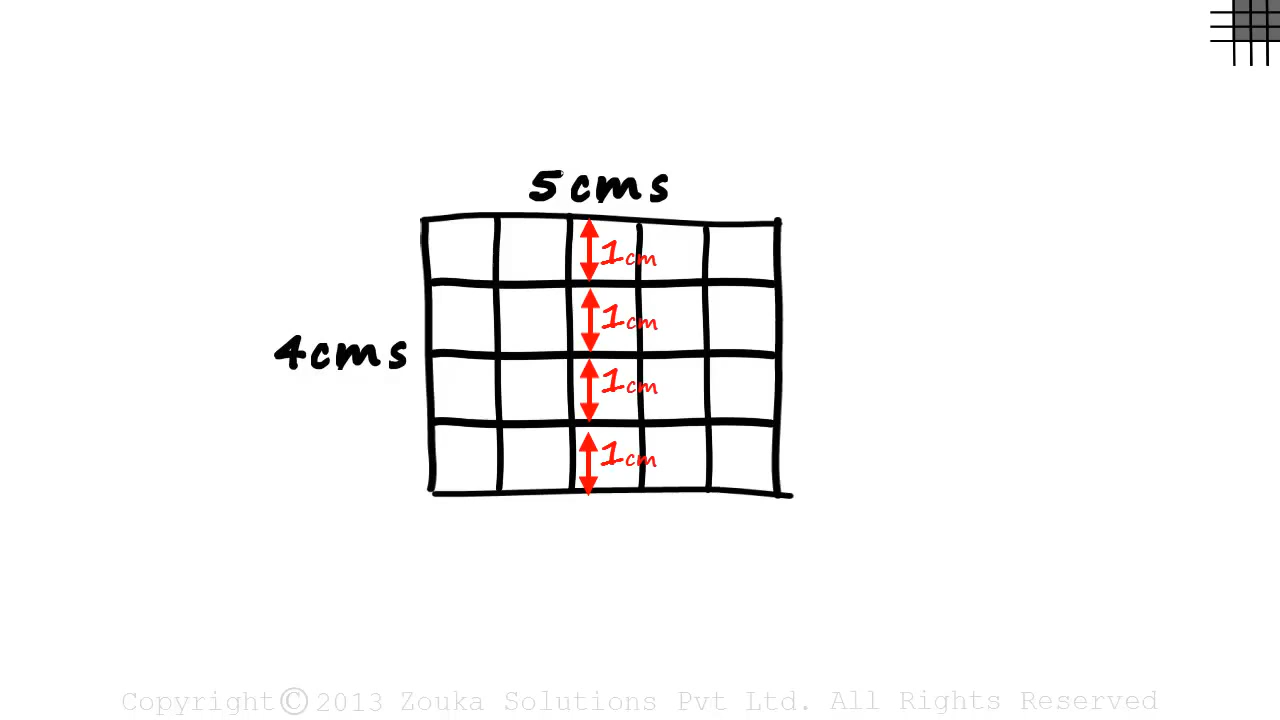 5cms
1cm
1cm
4cms
1cm
1cm
Copyright© 2013 Zouka Solutions Pvt Ltd. All Rights Reserved